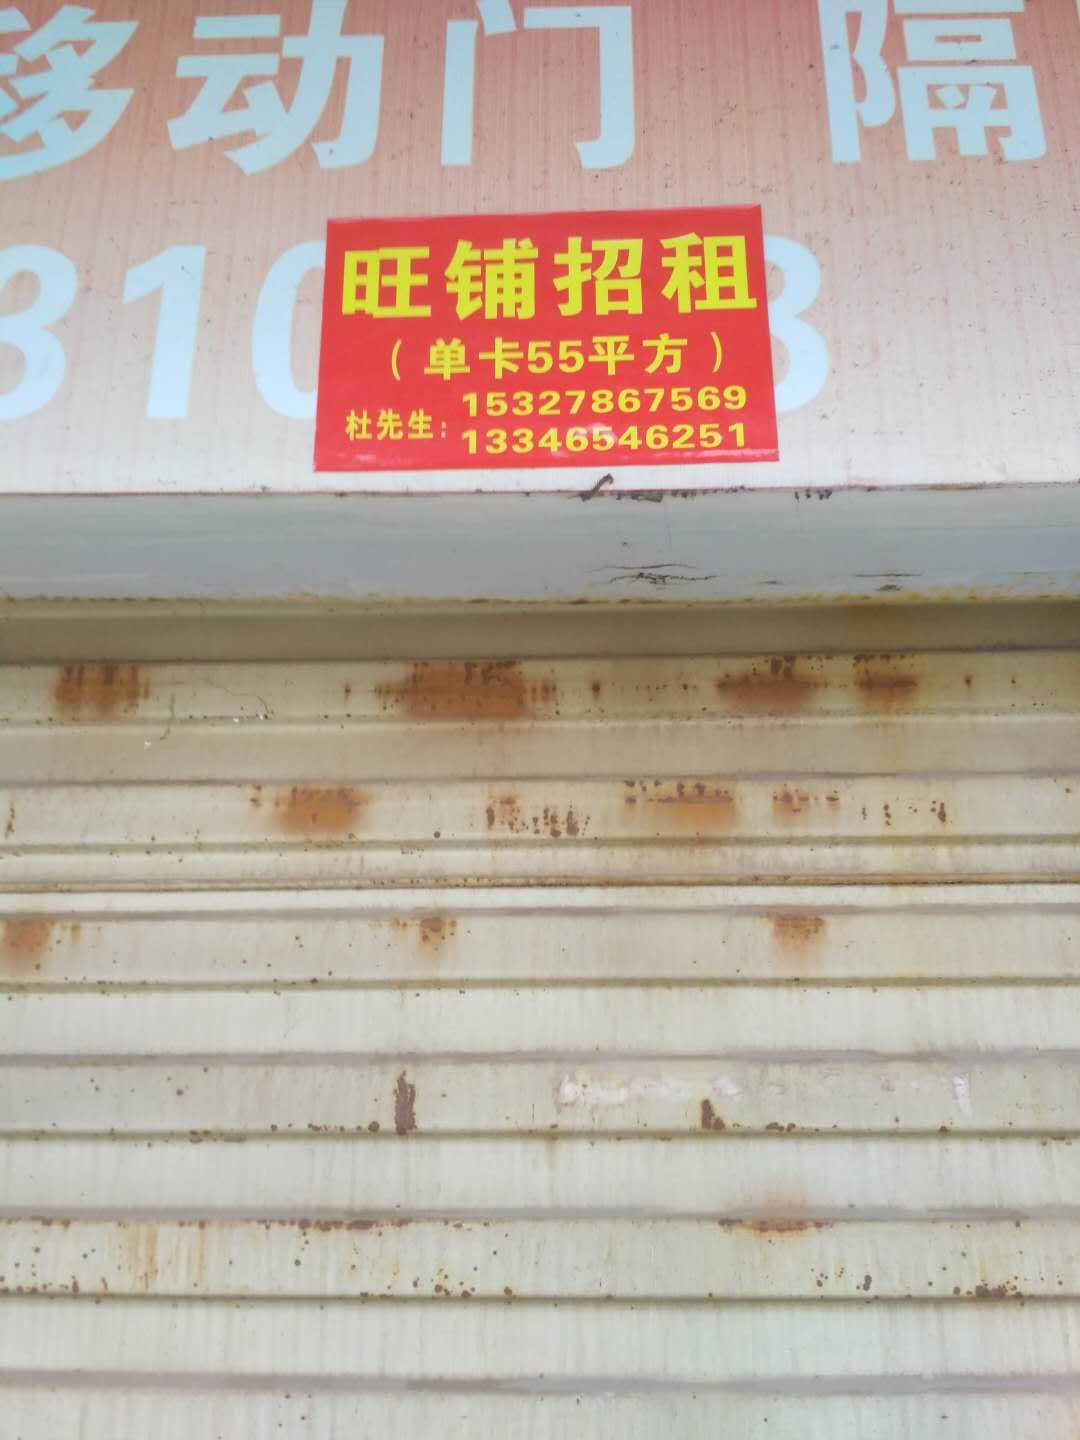 移动门 隔
310
旺铺招租
（单卡55平方）
杜先生：
15327867569
13346546251